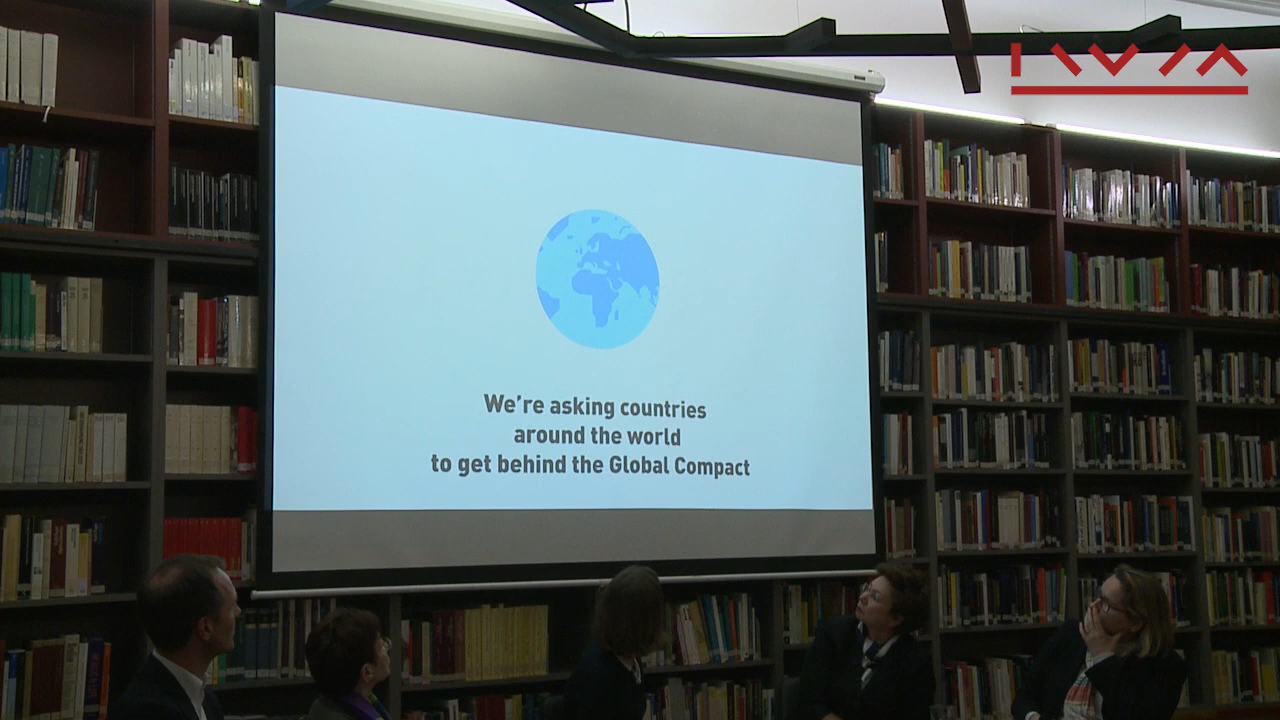 We're asking countries
around the world
to get behind the Global Compact